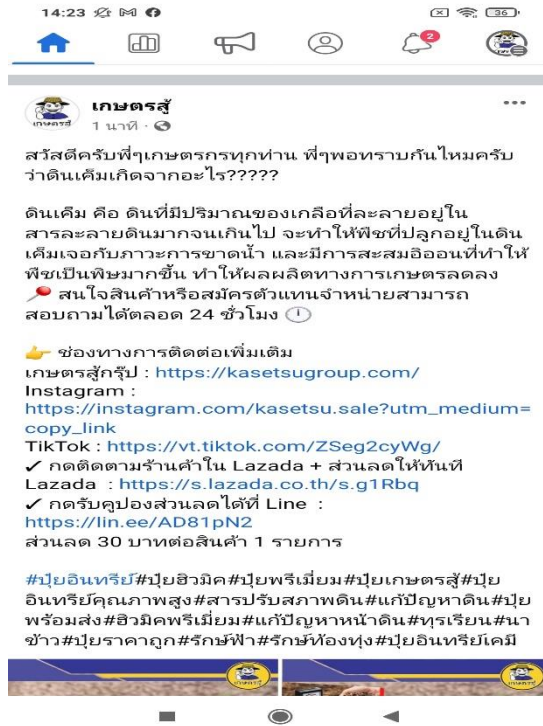 14:23
36
2
เกษตรสู้
เกษตรสู้
1 นาที ·
สวัสดีครับพี่ๆเกษตรกรทุกท่าน พี่ๆพอทราบกันไหมครับ
ว่าดินเค็มเกิดจากอะไร?????
ดินเค็ม คือ ดินที่มีปริมาณของเกลือที่ละลายอยู่ใน
สารละลายดินมากจนเกินไป จะทำให้พืชที่ปลูกอยู่ในดิน
เค็มเจอกับภาวะการขาดน้ำ และมีการสะสมอิออนที่ทำให้
พืชเป็นพิษมากขึ้น ทำให้ผลผลิตทางการเกษตรลดลง
📍 สนใจสินค้าหรือสมัครตัวแทนจำหน่ายสามารถ
สอบถามได้ตลอด 24 ชั่วโมง 🕛
👉 ช่องทางการติดต่อเพิ่มเติม
เกษตรสู้กรุ๊ป : https://kasetsugroup.com/
Instagram :
https://instagram.com/kasetsu.sale?utm_medium=
copy_link
TikTok : https://vt.tiktok.com/ZSeg2cyWg/
✓ กดติดตามร้านค้าใน Lazada + ส่วนลดให้ทันที
Lazada : https://s.lazada.co.th/s.g1Rbq
✓ กดรับคูปองส่วนลดได้ที่ Line :
https://lin.ee/AD81pN2
ส่วนลด 30 บาทต่อสินค้า 1 รายการ
#ปุ๋ยอินทรีย์#ปุ๋ยฮิวมิค#ปุ๋ยพรีเมี่ยม#ปุ๋ยเกษตรสู้#ปุ๋ย
อินทรีย์คุณภาพสูง#สารปรับสภาพดิน#แก้ปัญหาดิน#ปุ๋ย
พร้อมส่ง#ฮิวมิคพรีเมี่ยม#แก้ปัญหาหน้าดิน#ทุรเรียน#นา
ข้าว#ปุ๋ยราคาถูก#รักษ์ฟ้า#รักษ์ท้องทุ่ง#ปุ๋ยอินทรีย์เคมี